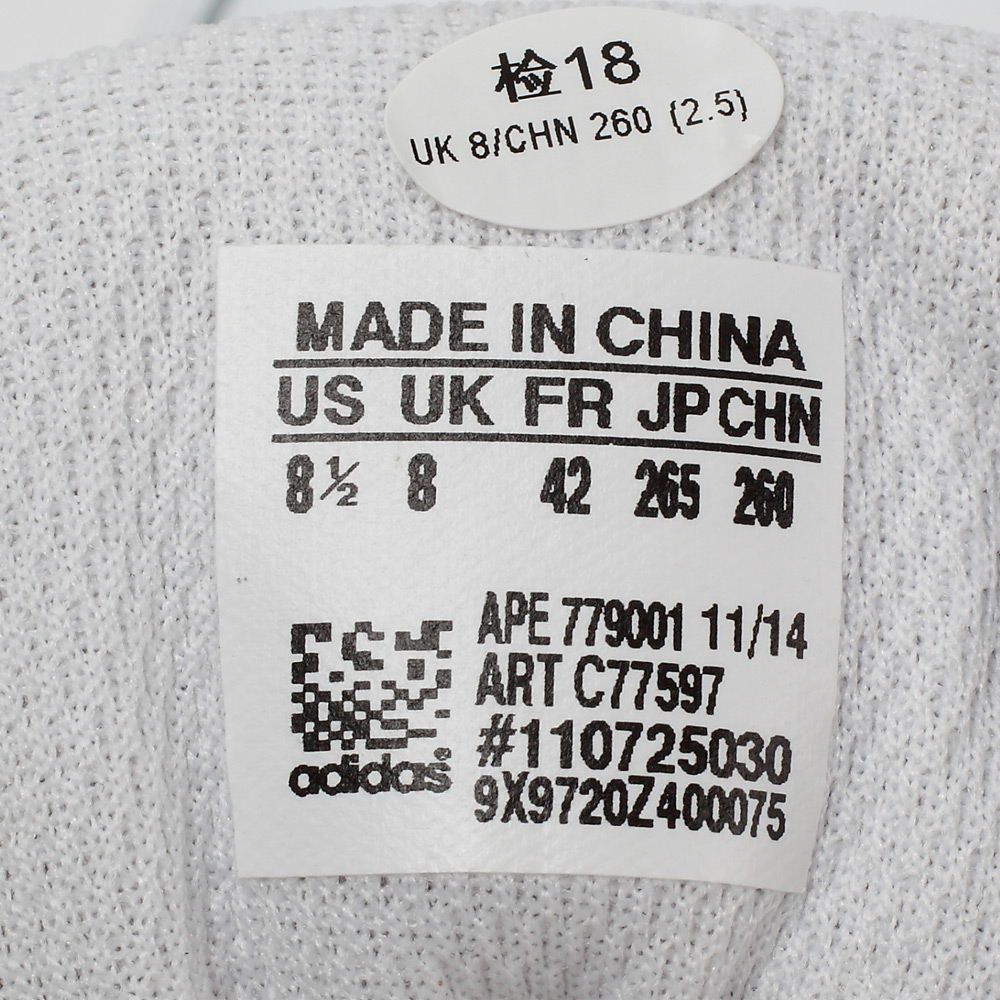 检18
UK 8/CHN 260 (2.5)
MADE IN CHINA
US UK FR JP CHN
8½ 8 42 265 260
APE 779001 11/14
ART C77597
#110725030
9X9720Z400075
adidas®